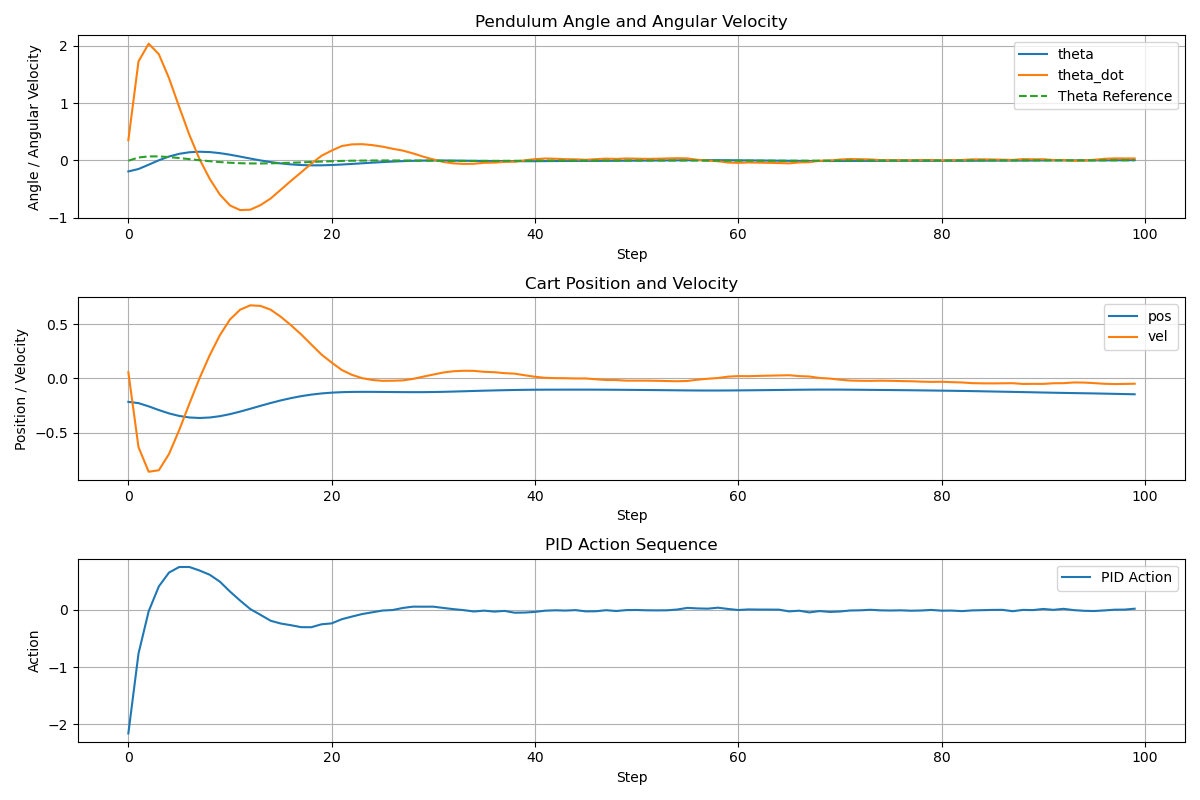 Pendulum Angle and Angular Velocity
Angle / Angular Velocity
2
1
0
−1
theta
theta_dot
Theta Reference
0 20 40 60 80 100
Step
Cart Position and Velocity
Position / Velocity
0.5
0.0
−0.5
pos
vel
0 20 40 60 80 100
Step
PID Action Sequence
Action
0
−1
−2
PID Action
0 20 40 60 80 100
Step